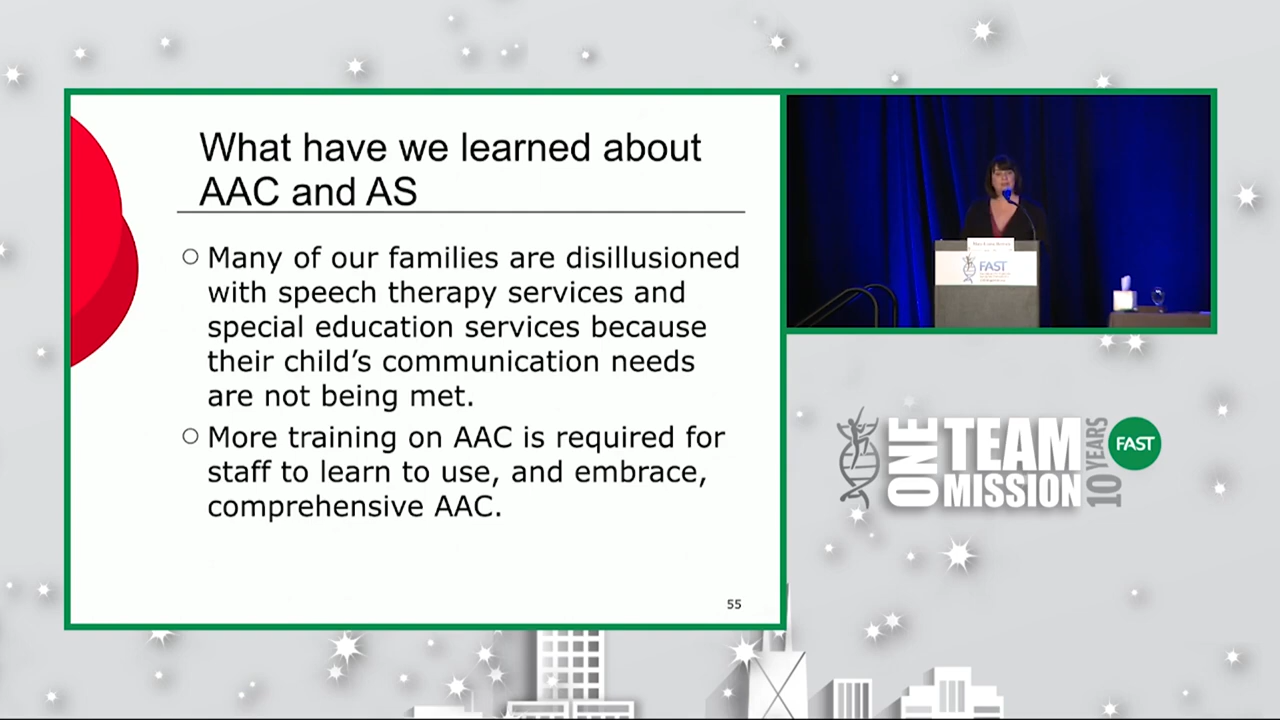 What have we learned about
AAC and AS
○ Many of our families are disillusioned
with speech therapy services and
special education services because
their child’s communication needs
are not being met.
○ More training on AAC is required for
staff to learn to use, and embrace,
comprehensive AAC.
55
FAST
ONE
TEAM
MISSION
10 YEARS
FAST